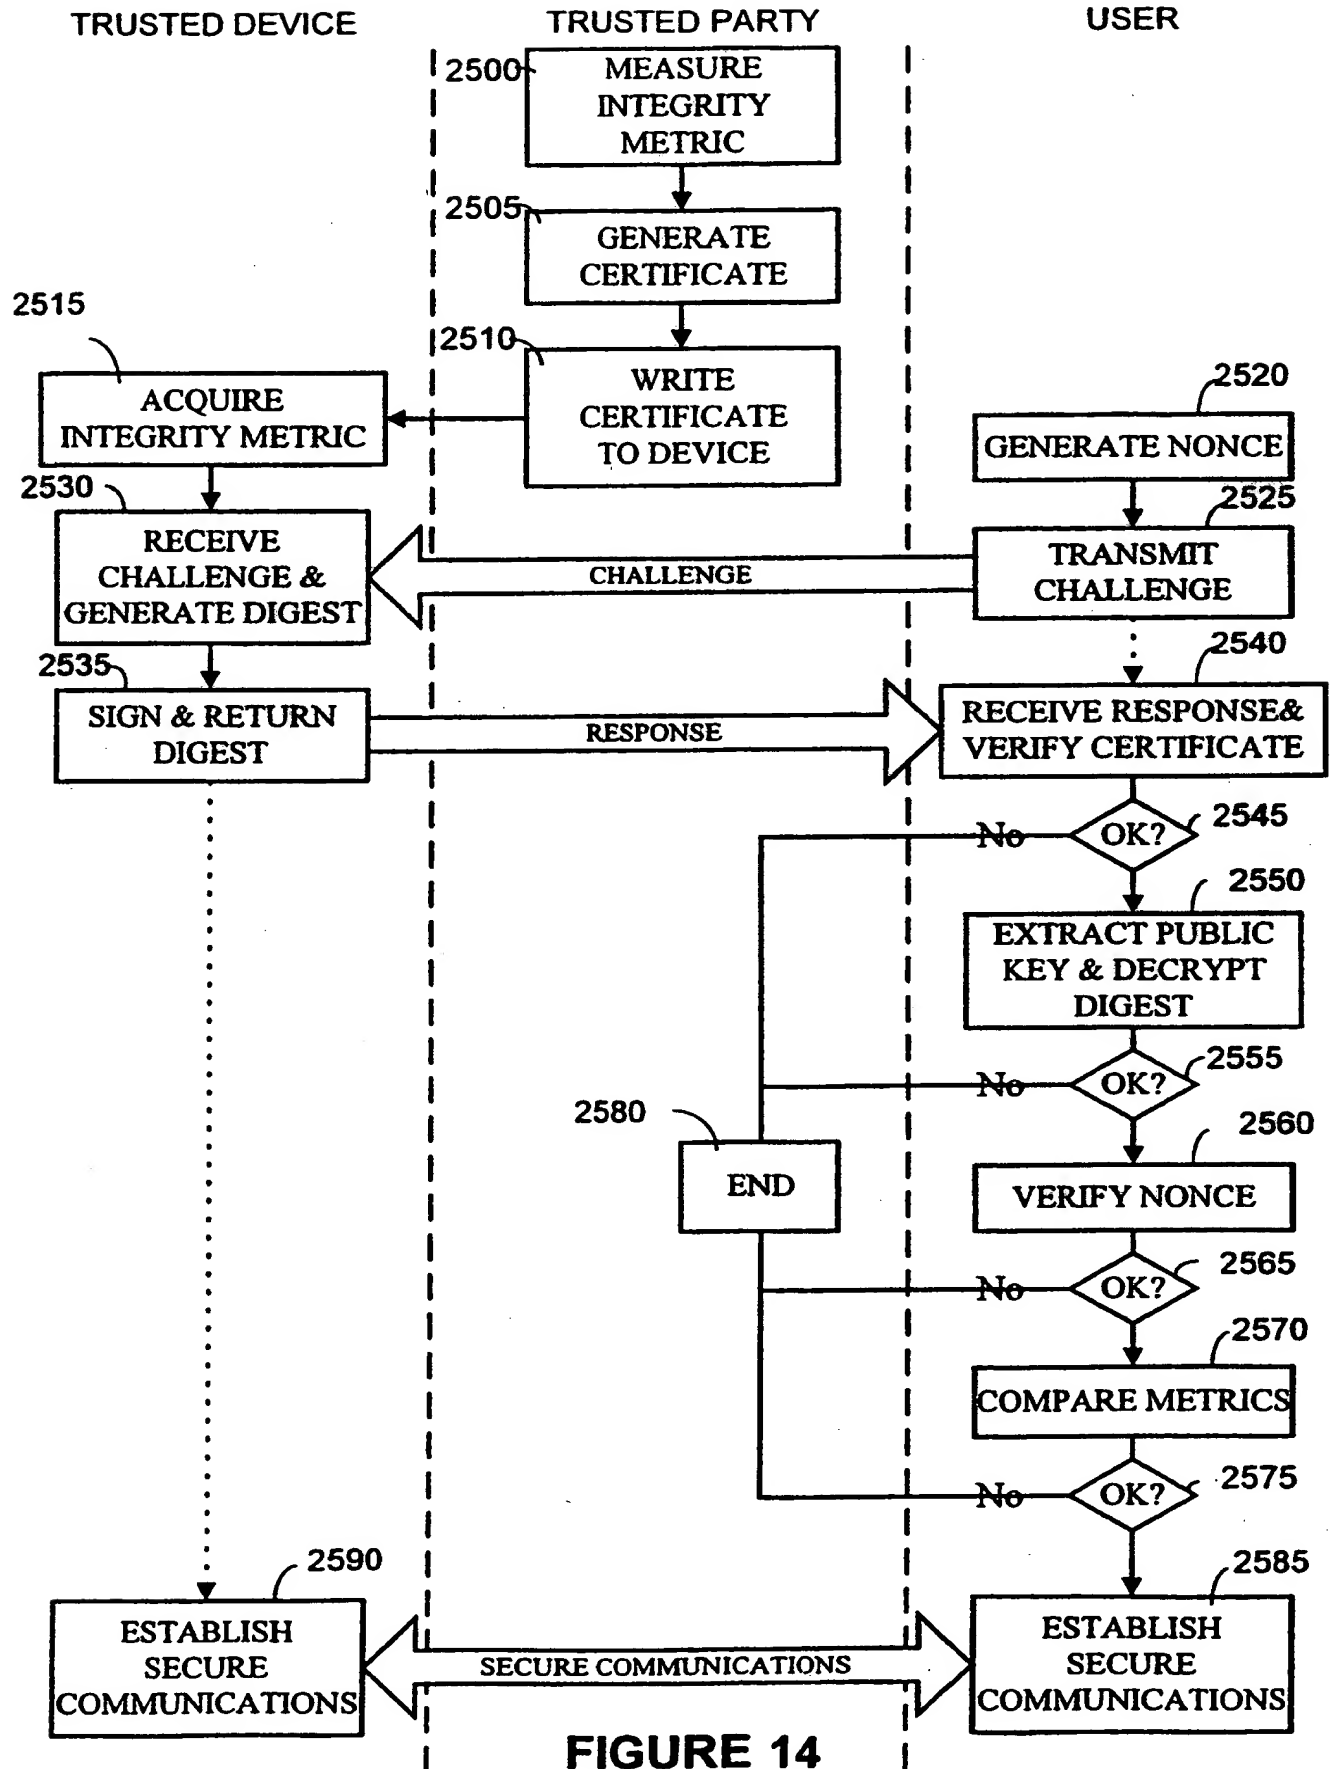 TRUSTED DEVICE
TRUSTED PARTY
USER
2500
MEASURE
INTEGRITY
METRIC
2505
GENERATE
CERTIFICATE
2510
WRITE
CERTIFICATE
TO DEVICE
2515
ACQUIRE
INTEGRITY METRIC
2520
GENERATE NONCE
2525
TRANSMIT
CHALLENGE
CHALLENGE
2530
RECEIVE
CHALLENGE &
GENERATE DIGEST
2535
SIGN & RETURN
DIGEST
RESPONSE
2540
RECEIVE RESPONSE&
VERIFY CERTIFICATE
2545
OK?
No
2550
EXTRACT PUBLIC
KEY & DECRYPT
DIGEST
2555
OK?
No
2580
END
2560
VERIFY NONCE
2565
OK?
No
2570
COMPARE METRICS
2575
OK?
No
2590
ESTABLISH
SECURE
COMMUNICATIONS
SECURE COMMUNICATIONS
2585
ESTABLISH
SECURE
COMMUNICATIONS
FIGURE 14